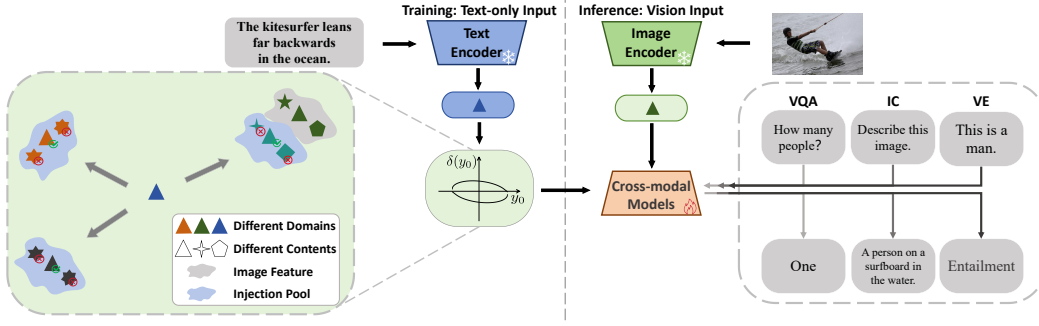 Training: Text-only Input
Inference: Vision Input
The kitesurfer leans
far backwards
in the ocean.
Text
Encoder
Image
Encoder
δ(y₀)
y₀
Cross-modal
Models
VQA
IC
VE
How many
people?
Describe this
image.
This is a
man.
One
A person on a
surfboard in
the water.
Entailment
Different Domains
Different Contents
Image Feature
Injection Pool